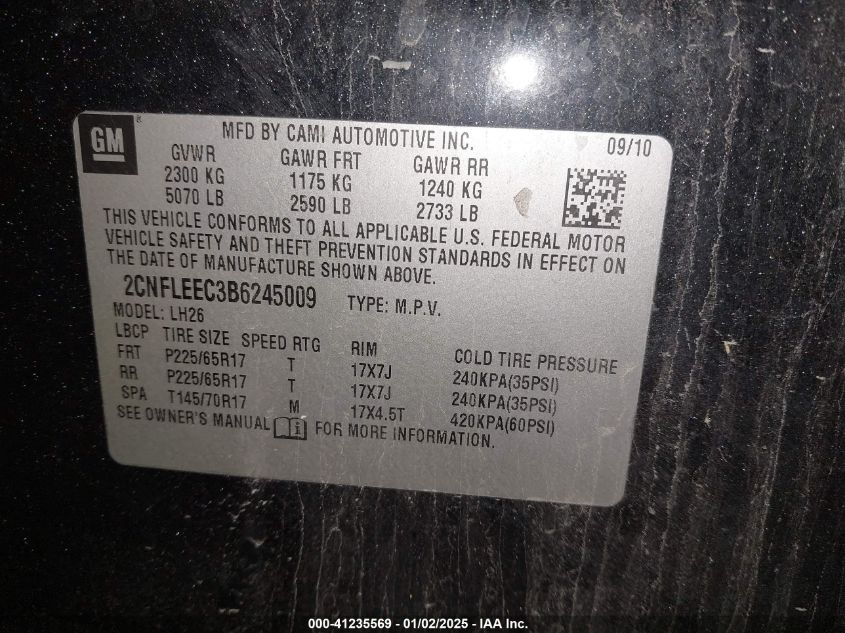 GM ®
MFD BY CAMI AUTOMOTIVE INC. 09/10
GVWR GAWR FRT GAWR RR
2300 KG 1175 KG 1240 KG
5070 LB 2590 LB 2733 LB
THIS VEHICLE CONFORMS TO ALL APPLICABLE U.S. FEDERAL MOTOR
VEHICLE SAFETY AND THEFT PREVENTION STANDARDS IN EFFECT ON
THE DATE OF MANUFACTURE SHOWN ABOVE.
2CNFLEEC3B6245009 TYPE: M.P.V.
MODEL: LH26
LBCP TIRE SIZE SPEED RTG RIM COLD TIRE PRESSURE
FRT P225/65R17 T 17X7J 240KPA(35PSI)
RR P225/65R17 T 17X7J 240KPA(35PSI)
SPA T145/70R17 M 17X4.5T 420KPA(60PSI)
SEE OWNER'S MANUAL FOR MORE INFORMATION.
000-41235569 - 01/02/2025 - IAA Inc.